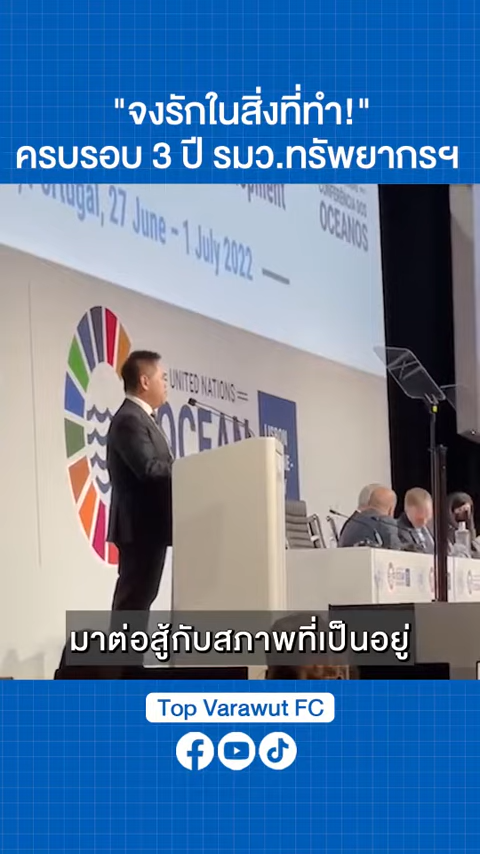 "จงรักในสิ่งที่ทำ!"
ครบรอบ 3 ปี รมว.ทรัพยากรฯ
Portugal, 27 June – 1 July 2022
CONFERÊNCIA DOS
OCEANOS
UNITED NATIONS
OCEAN
LISBON
มาต่อสู้กับสภาพที่เป็นอยู่
Top Varawut FC